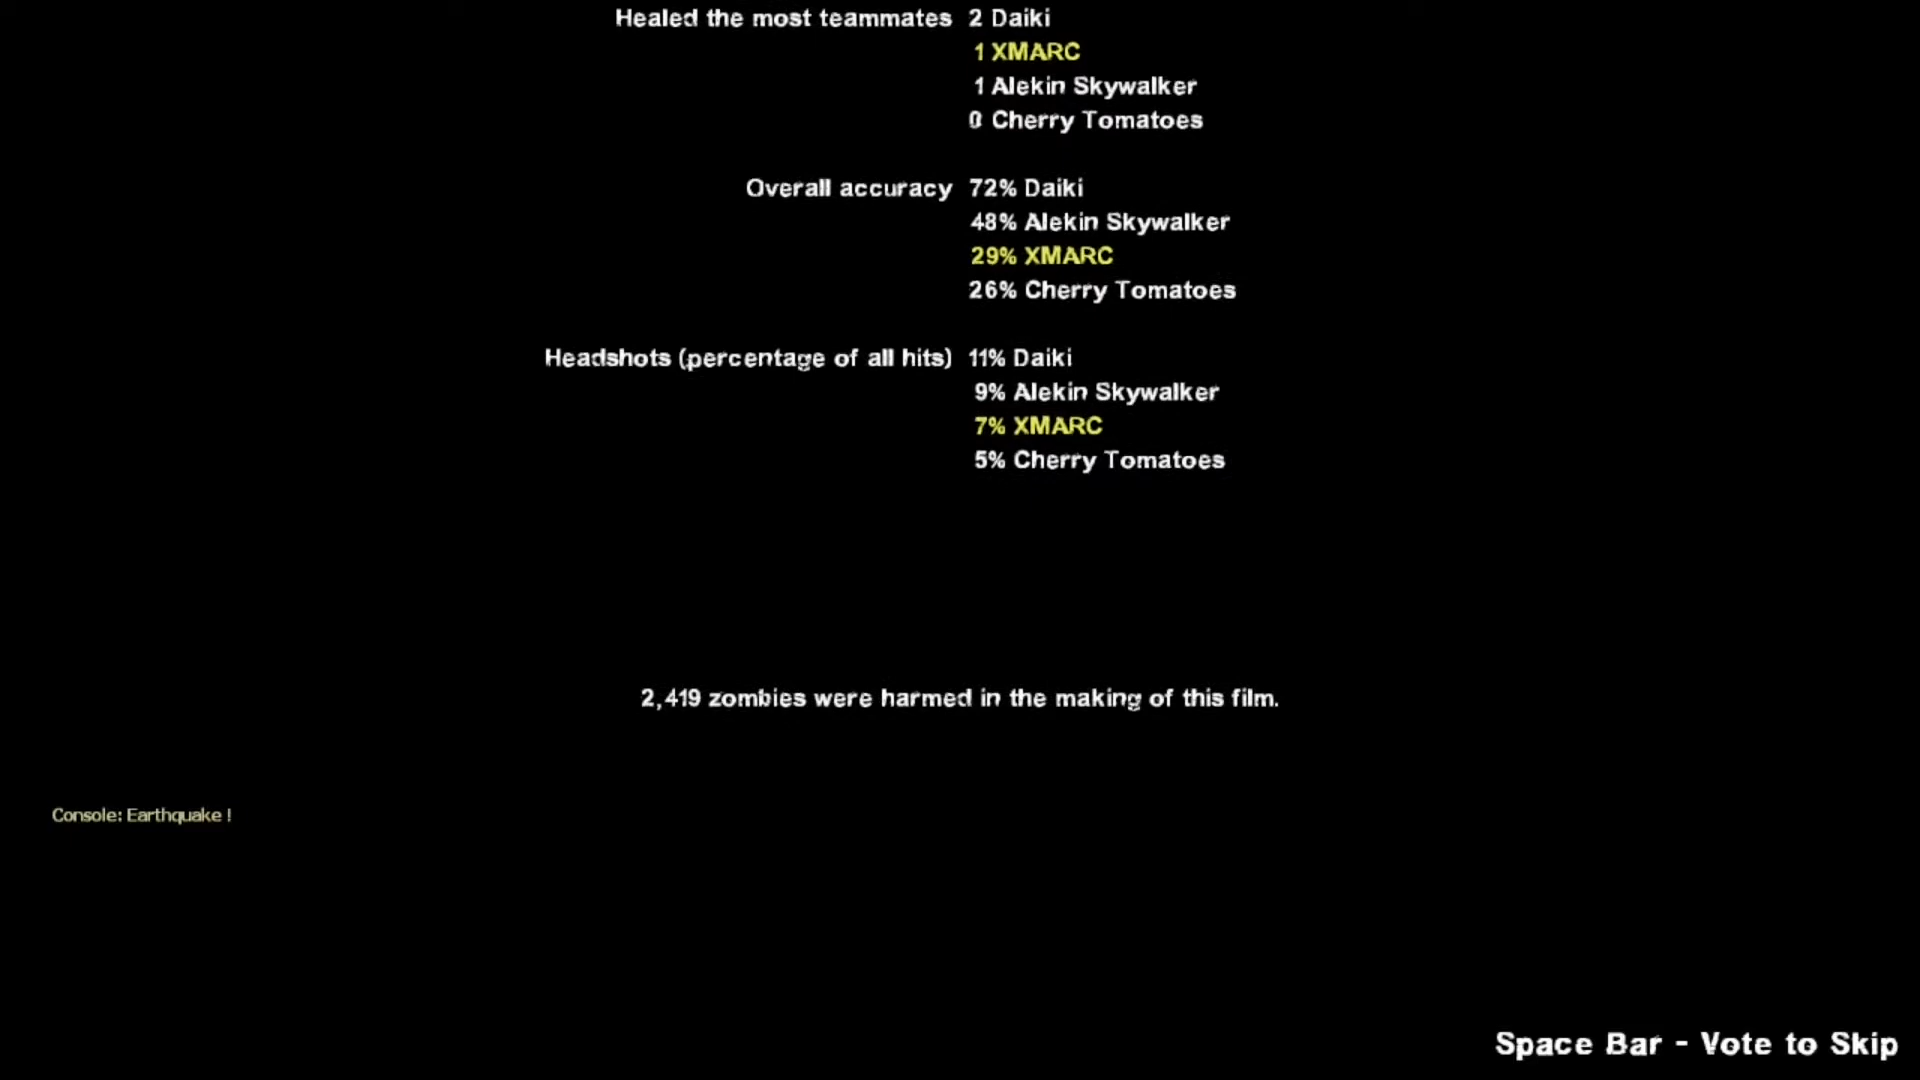 Healed the most teammates 2 Daiki
1 XMARC
1 Alekin Skywalker
0 Cherry Tomatoes
Overall accuracy 72% Daiki
48% Alekin Skywalker
29% XMARC
26% Cherry Tomatoes
Headshots (percentage of all hits) 11% Daiki
9% Alekin Skywalker
7% XMARC
5% Cherry Tomatoes
2,419 zombies were harmed in the making of this film.
Console: Earthquake !
Space Bar - Vote to Skip